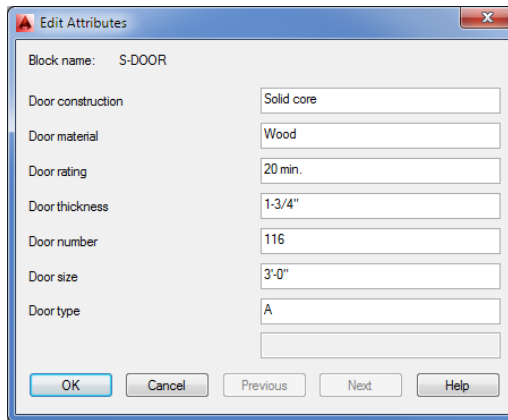 Edit Attributes
Block name: S-DOOR
Door construction Solid core
Door material Wood
Door rating 20 min.
Door thickness 1-3/4"
Door number 116
Door size 3'-0"
Door type A
OK Cancel Previous Next Help